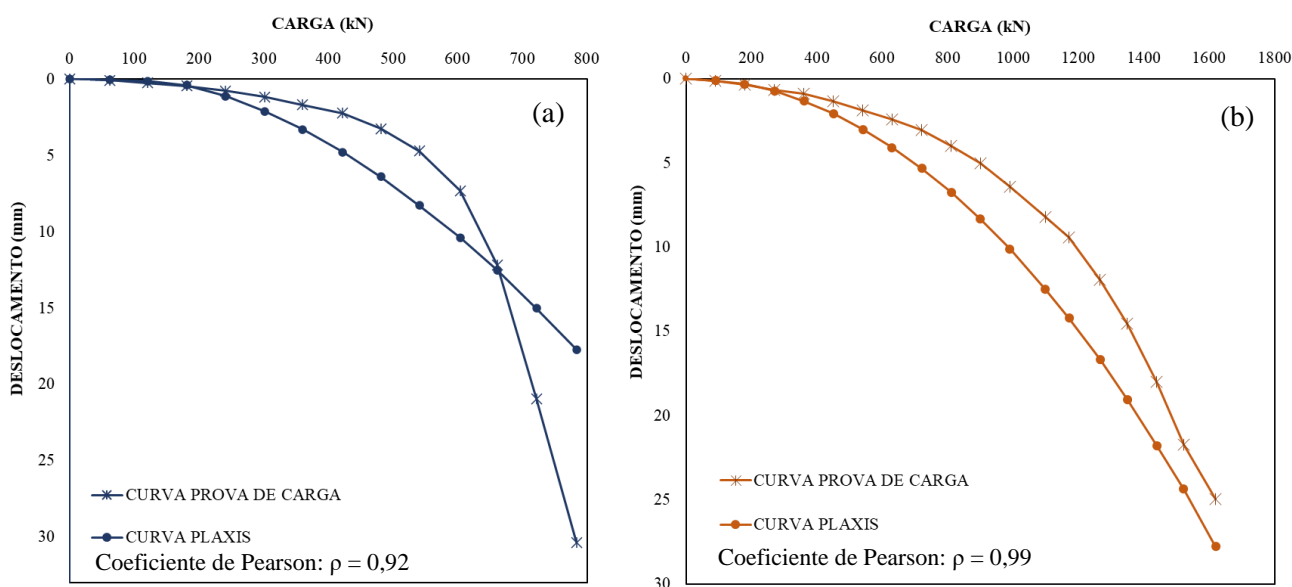 CARGA (kN)
0 100 200 300 400 500 600 700 800
0
5
10
15
20
25
30
DESLOCAMENTO (mm)
(a)
CURVA PROVA DE CARGA
CURVA PLAXIS
Coeficiente de Pearson: ρ = 0,92
CARGA (kN)
0 200 400 600 800 1000 1200 1400 1600 1800
0
5
10
15
20
25
30
DESLOCAMENTO (mm)
(b)
CURVA PROVA DE CARGA
CURVA PLAXIS
Coeficiente de Pearson: ρ = 0,99